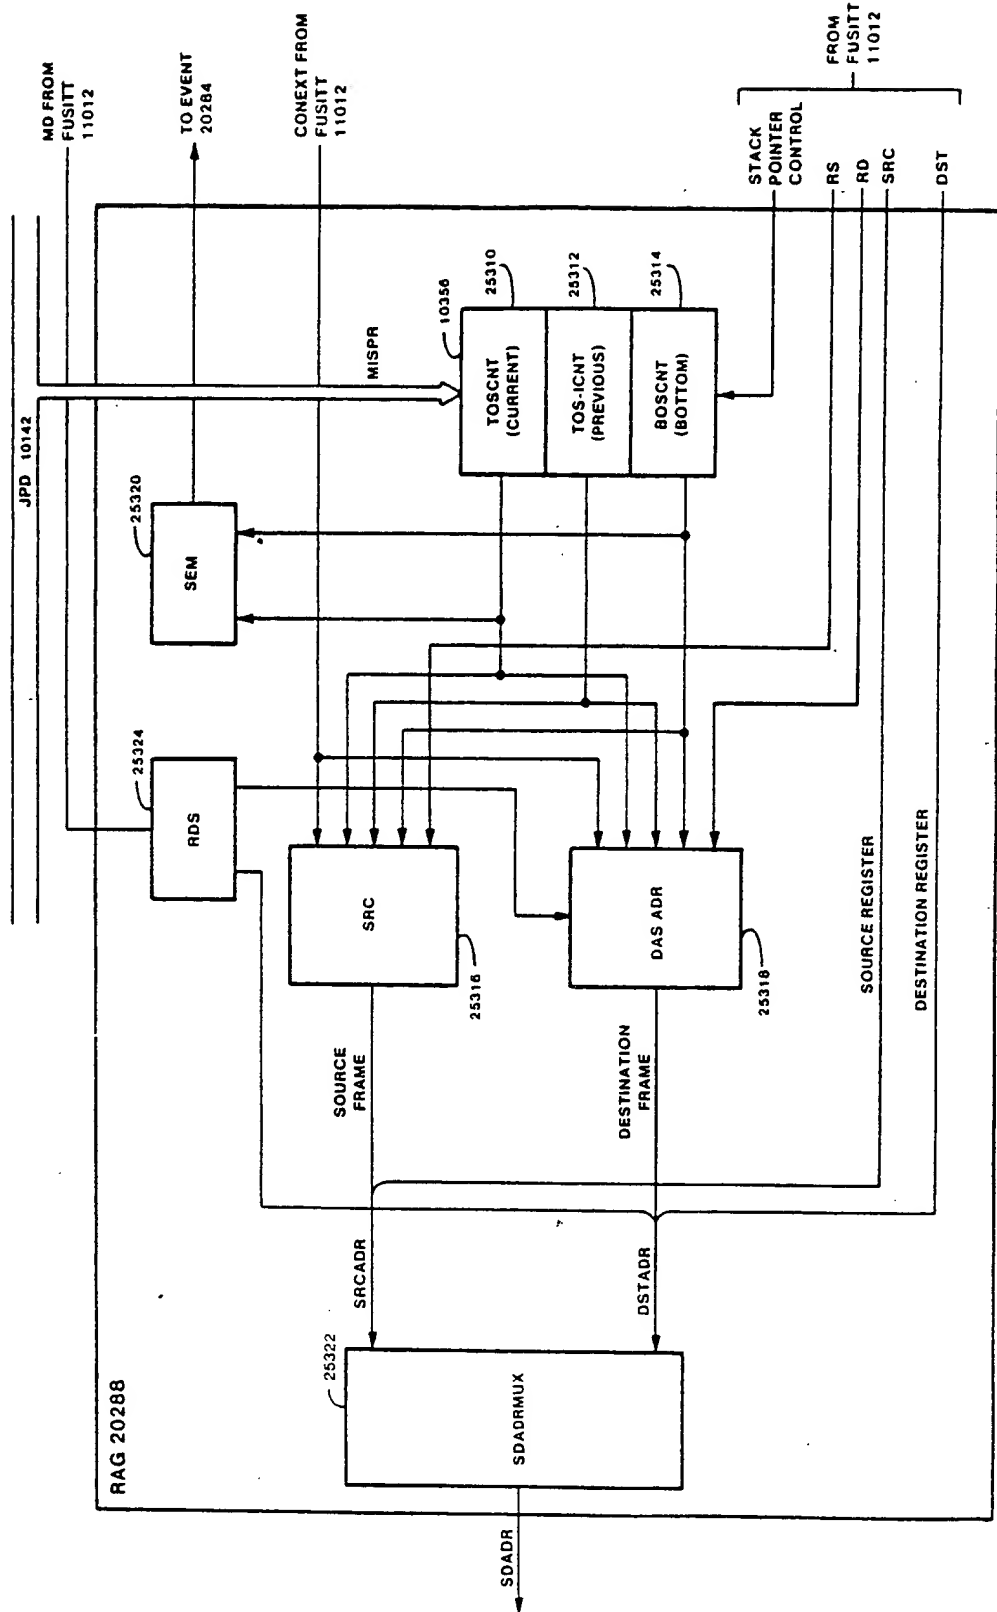 JPD 10142
MD FROM
FUSITT
11012
TO EVENT
20284
CONEXT FROM
FUSITT
11012
FROM
FUSITT
11012
STACK
POINTER
CONTROL
RS
RD
SRC
DST
RAG 20288
MISPR
25320
SEM
25324
RDS
10356
25310
TOSCNT
(CURRENT)
25312
TOS-ICNT
(PREVIOUS)
25314
BOSCNT
(BOTTOM)
SRC
25316
DAS ADR
25318
SOURCE
FRAME
DESTINATION
FRAME
SOURCE REGISTER
DESTINATION REGISTER
SRCADR
DSTADR
25322
SDADRMUX
SDADR